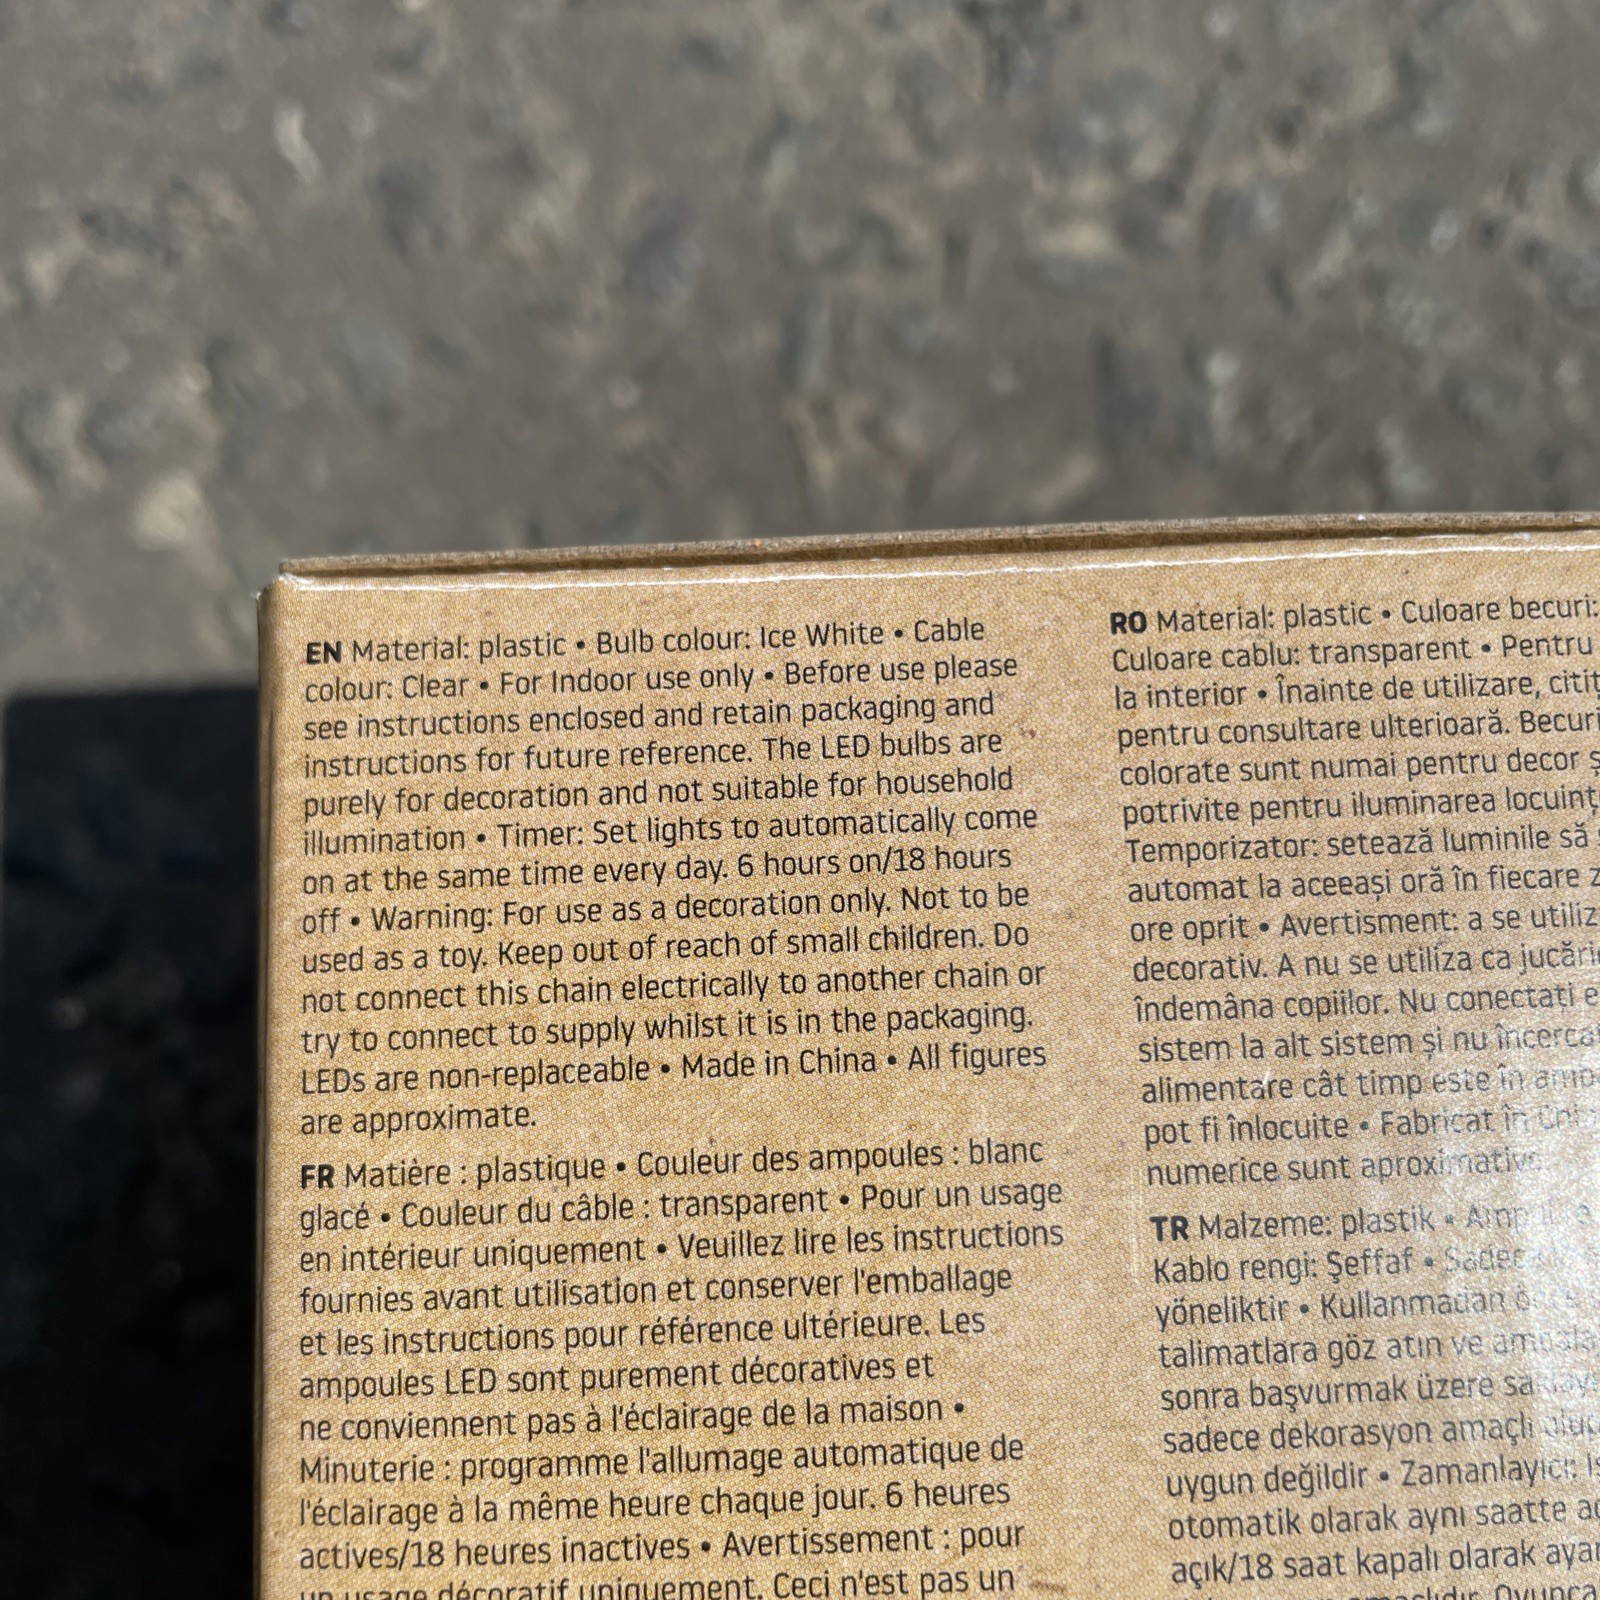 EN Material: plastic • Bulb colour: Ice White • Cable
colour: Clear • For Indoor use only • Before use please
see instructions enclosed and retain packaging and
instructions for future reference. The LED bulbs are
purely for decoration and not suitable for household
illumination • Timer: Set lights to automatically come
on at the same time every day. 6 hours on/18 hours
off • Warning: For use as a decoration only. Not to be
used as a toy. Keep out of reach of small children. Do
not connect this chain electrically to another chain or
try to connect to supply whilst it is in the packaging.
LEDs are non-replaceable • Made in China • All figures
are approximate.
FR Matière : plastique • Couleur des ampoules : blanc
glacé • Couleur du câble : transparent • Pour un usage
en intérieur uniquement • Veuillez lire les instructions
fournies avant utilisation et conserver l'emballage
et les instructions pour référence ultérieure. Les
ampoules LED sont purement décoratives et
ne conviennent pas à l'éclairage de la maison •
Minuterie : programme l'allumage automatique de
l'éclairage à la même heure chaque jour. 6 heures
actives/18 heures inactives • Avertissement : pour
un usage décoratif uniquement. Ceci n'est pas un
RO Material: plastic • Culoare becuri:
Culoare cablu: transparent • Pentru
la interior • Înainte de utilizare,
pentru consultare ulterioară.
colorate sunt numai pentru decor
potrivite pentru iluminarea
Temporizator: setează luminile să
automat la aceeași oră în fiecare
ore oprit • Avertisment: a se
decorativ. A nu se utiliza ca
îndemâna copiilor. Nu conectați
sistem la alt sistem și nu
alimentare cât timp este în
pot fi înlocuite • Fabricat în
numerice sunt aproximative.
TR Malzeme: plastik •
Kablo rengi: Şeffaf •
yöneliktir • Kullanmadan
talimatlara göz atın ve
sonra başvurmak üzere
sadece dekorasyon amaçlı
uygun değildir • Zamanlayıcı:
otomatik olarak aynı saatte
açık/18 saat kapalı olarak